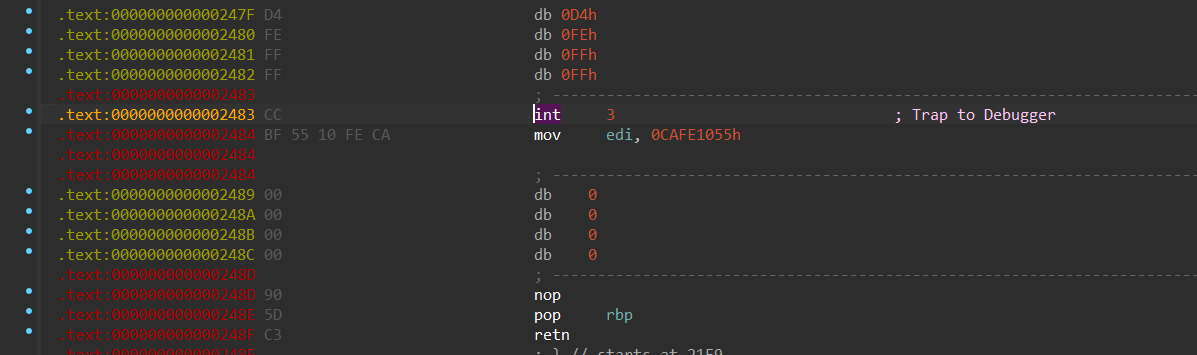 .text:000000000000247F D4 db 0D4h
.text:0000000000002480 FE db 0FEh
.text:0000000000002481 FF db 0FFh
.text:0000000000002482 FF db 0FFh
.text:0000000000002483 ; ---------------------------------------------------------------------------
.text:0000000000002483 CC int 3 ; Trap to Debugger
.text:0000000000002484 BF 55 10 FE CA mov edi, 0CAFE1055h
.text:0000000000002484
.text:0000000000002484 ; ---------------------------------------------------------------------------
.text:0000000000002489 00 db 0
.text:000000000000248A 00 db 0
.text:000000000000248B 00 db 0
.text:000000000000248C 00 db 0
.text:000000000000248D ; ---------------------------------------------------------------------------
.text:000000000000248D 90 nop
.text:000000000000248E 5D pop rbp
.text:000000000000248F C3 retn
.text:000000000000248F ; } // starts at 21E9